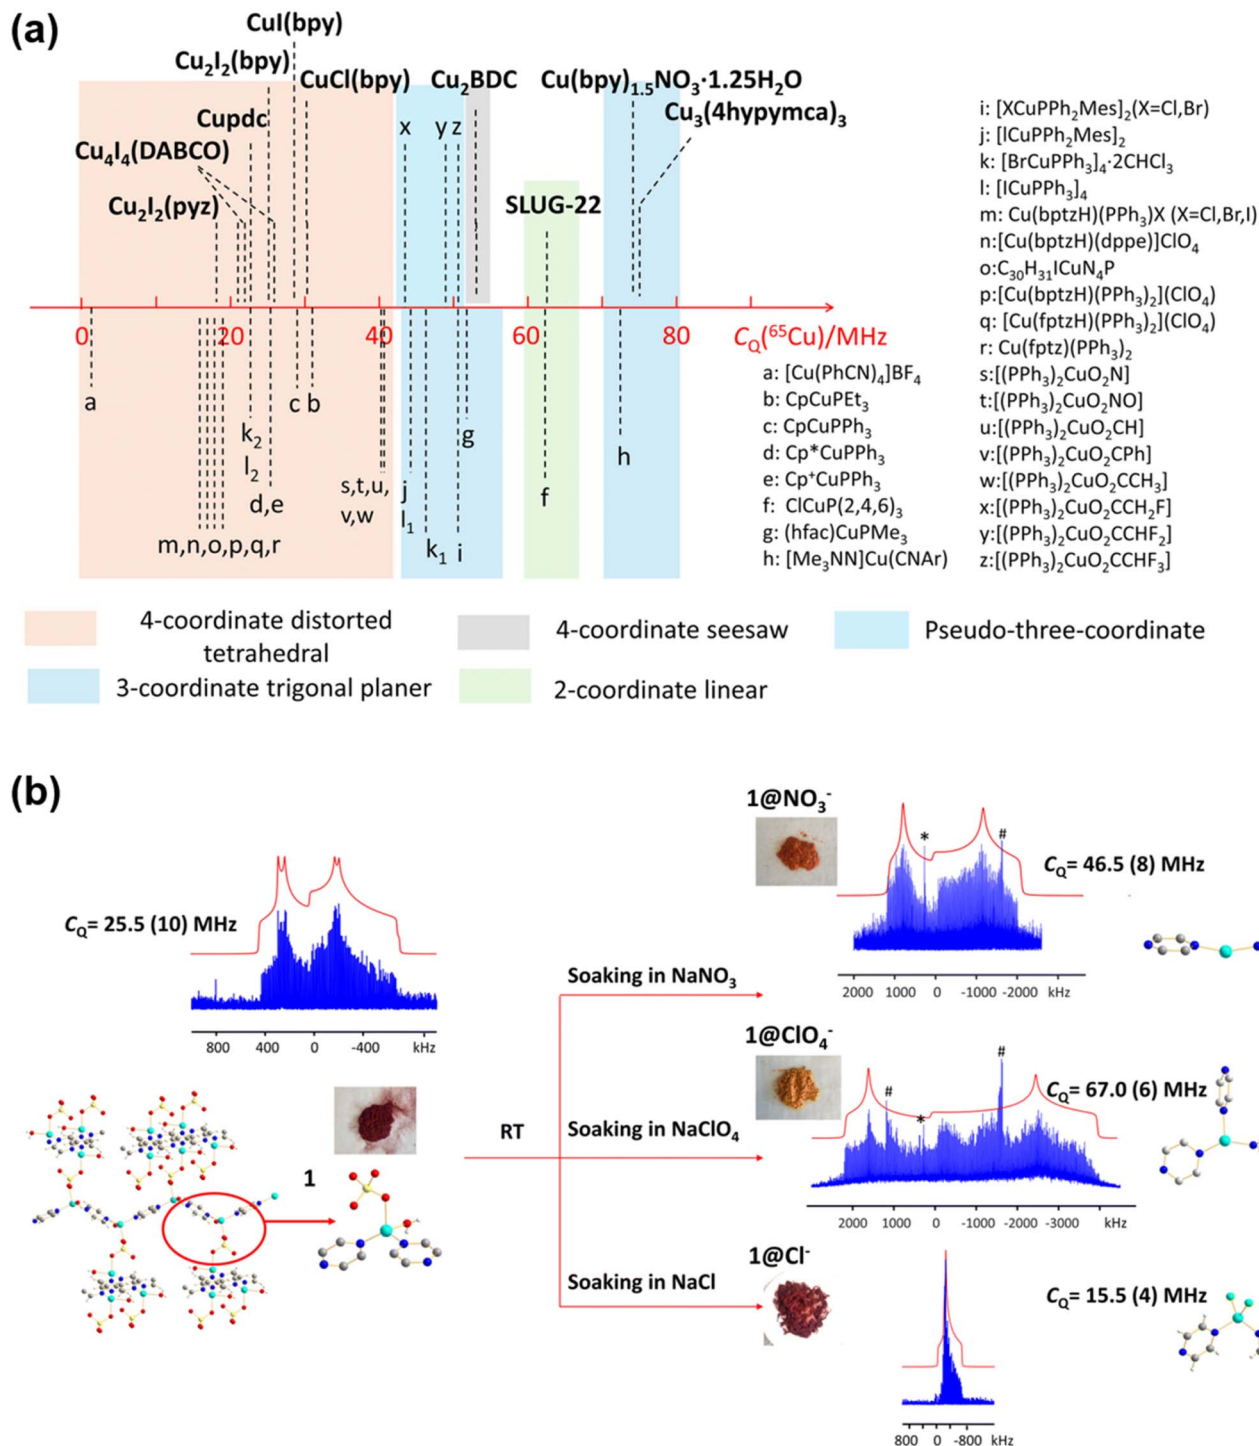 (a)
CuI(bpy)
Cu₂I₂(bpy)
CuCl(bpy)
Cu₂BDC
Cu(bpy)₁.₅NO₃·1.25H₂O
Cupdc
x
y z
Cu₃(4hypymca)₃
Cu₄I₄(DABCO)
Cu₂I₂(pyz)
SLUG-22
0
20
40
60
80
C_Q(⁶⁵Cu)/MHz
a
c b
k₂
l₂
d,e
m,n,o,p,q,r
s,t,u,
v,w
j
l₁
k₁
i
g
f
h
a: [Cu(PhCN)₄]BF₄
b: CpCuPEt₃
c: CpCuPPh₃
d: Cp*CuPPh₃
e: Cp⁺CuPPh₃
f: ClCuP(2,4,6)₃
g: (hfac)CuPMe₃
h: [Me₃NN]Cu(CNAr)
i: [XCuPPh₂Mes]₂(X=Cl,Br)
j: [ICuPPh₂Mes]₂
k: [BrCuPPh₃]₄·2CHCl₃
l: [ICuPPh₃]₄
m: Cu(bptzH)(PPh₃)X (X=Cl,Br,I)
n:[Cu(bptzH)(dppe)]ClO₄
o:C₃₀H₃₁ICuN₄P
p:[Cu(bptzH)(PPh₃)₂](ClO₄)
q: [Cu(fptzH)(PPh₃)₂](ClO₄)
r: Cu(fptz)(PPh₃)₂
s:[(PPh₃)₂CuO₂N]
t:[(PPh₃)₂CuO₂NO]
u:[(PPh₃)₂CuO₂CH]
v:[(PPh₃)₂CuO₂CPh]
w:[(PPh₃)₂CuO₂CCH₃]
x:[(PPh₃)₂CuO₂CCH₂F]
y:[(PPh₃)₂CuO₂CCHF₂]
z:[(PPh₃)₂CuO₂CCHF₃]
4-coordinate distorted
tetrahedral
4-coordinate seesaw
Pseudo-three-coordinate
3-coordinate trigonal planer
2-coordinate linear
(b)
C_Q= 25.5 (10) MHz
800 400 0 -400 kHz
1
RT
Soaking in NaNO₃
Soaking in NaClO₄
Soaking in NaCl
1@NO₃⁻
* #
C_Q= 46.5 (8) MHz
2000 1000 0 -1000 -2000 kHz
1@ClO₄⁻
# * #
C_Q= 67.0 (6) MHz
2000 1000 0 -1000 -2000 -3000 kHz
1@Cl⁻
C_Q= 15.5 (4) MHz
800 0 -800 kHz